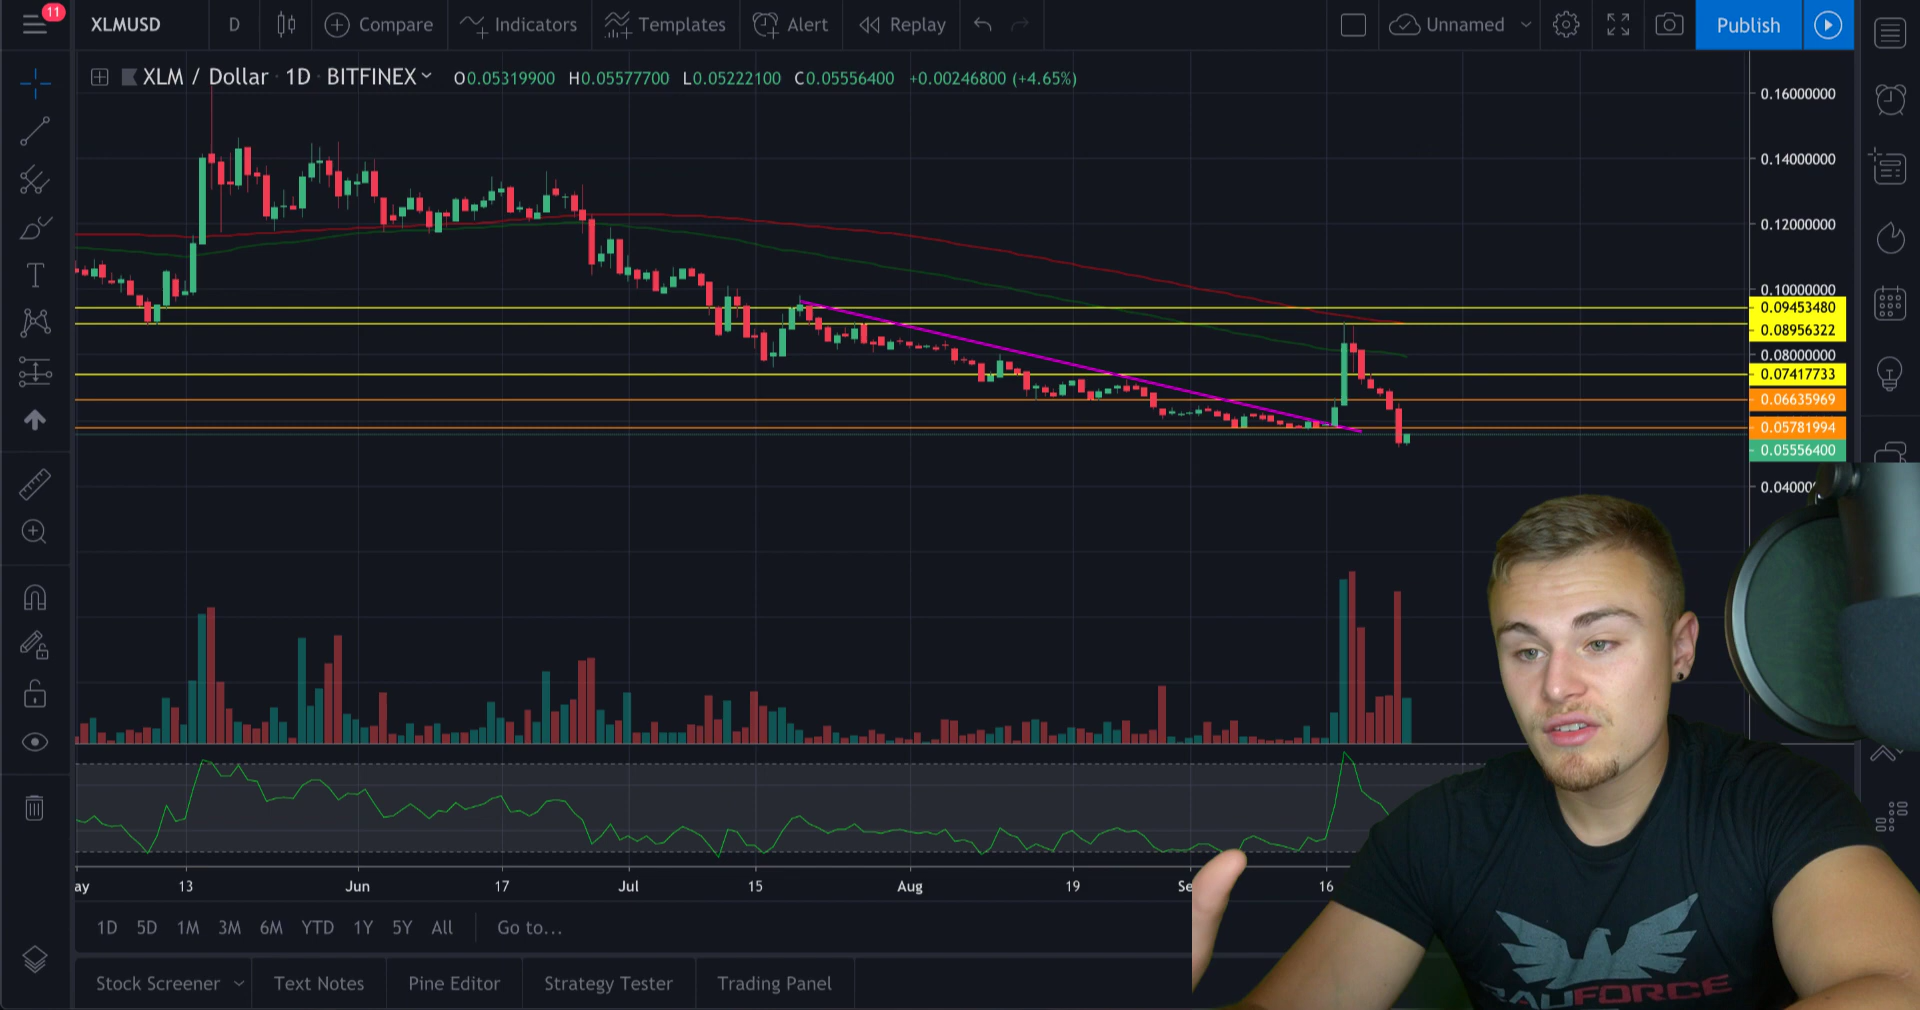 11
XLMUSD D Compare Indicators Templates Alert Replay Unnamed Publish
XLM / Dollar · 1D · BITFINEX O0.05319900 H0.05577700 L0.05222100 C0.05556400 +0.00246800 (+4.65%)
0.16000000
0.14000000
0.12000000
0.10000000
0.09453480
0.08956322
0.08000000
0.07417733
0.06635969
0.05781994
0.05556400
ay 13 Jun 17 Jul 15 Aug 19 Se 16
1D 5D 1M 3M 6M YTD 1Y 5Y All Go to...
Stock Screener Text Notes Pine Editor Strategy Tester Trading Panel